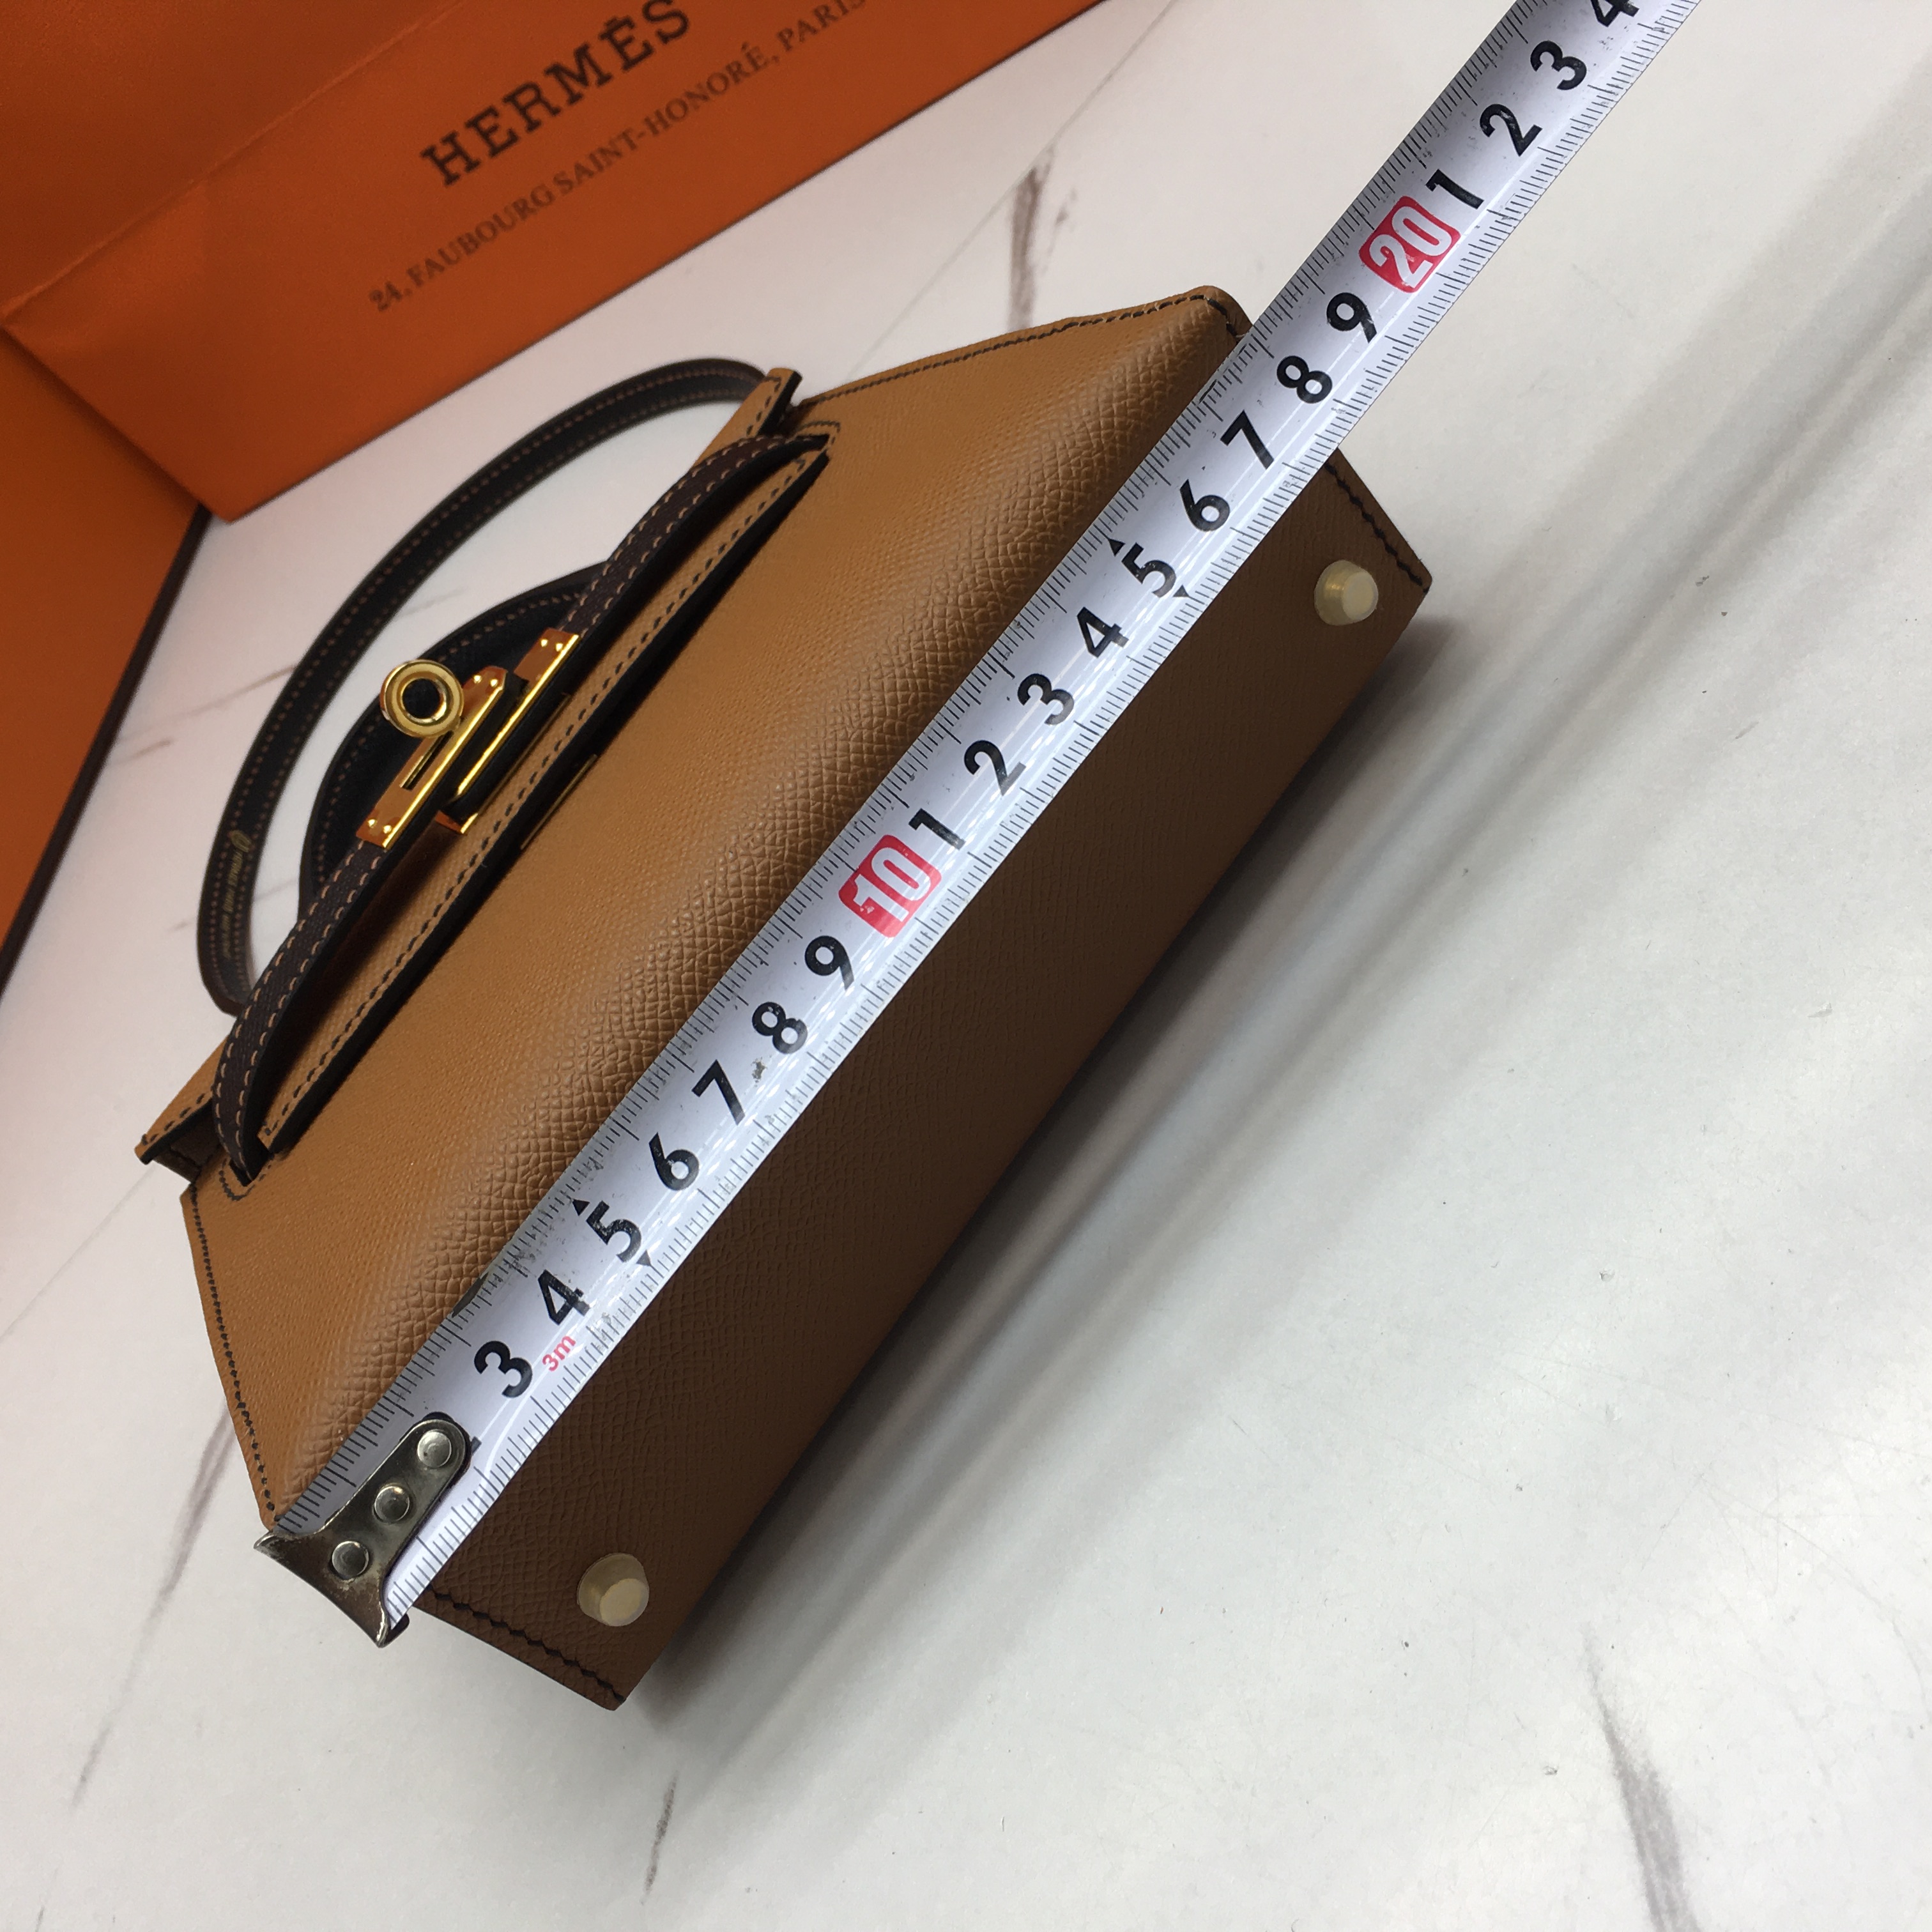 HERMÈS
24, FAUBOURG SAINT-HONORÉ, PARIS
3 4 5 6 7 8 9 10 1 2 3 4 5 6 7 8 9 20 1 2 3 4
3m